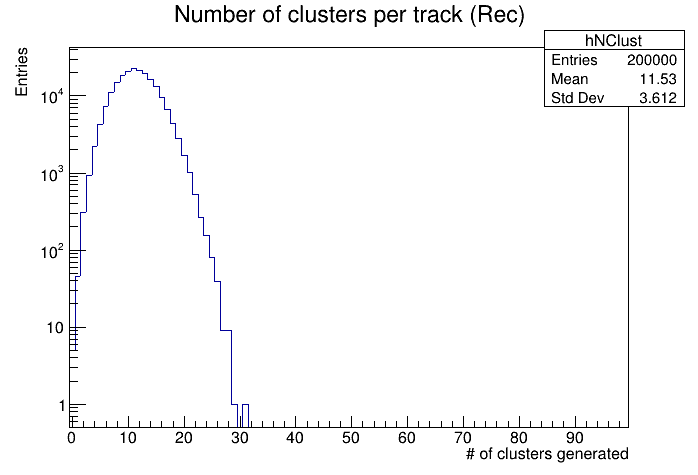 Number of clusters per track (Rec)
hNClust
Entries 200000
Mean 11.53
Std Dev 3.612
Entries
10⁴
10³
10²
10
1
0 10 20 30 40 50 60 70 80 90
# of clusters generated